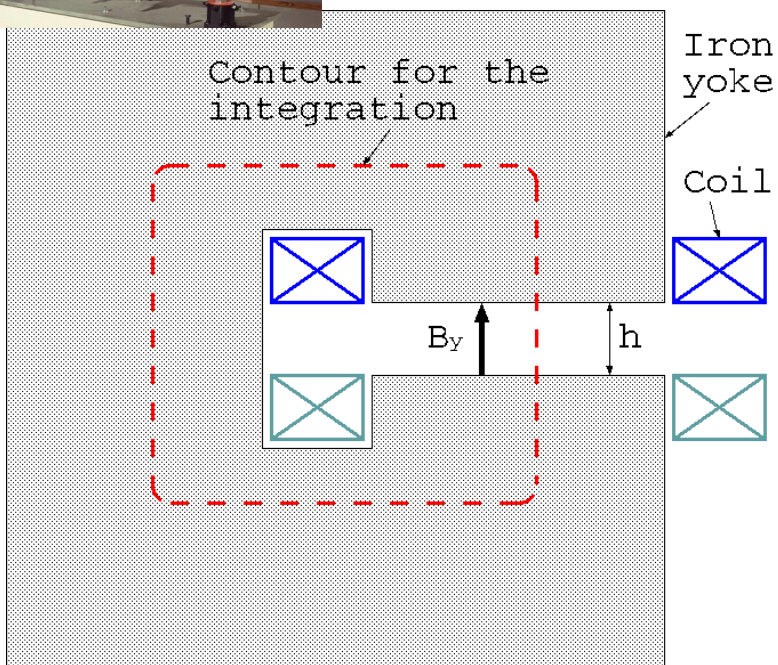 Iron
yoke
Contour for the
integration
Coil
By
h